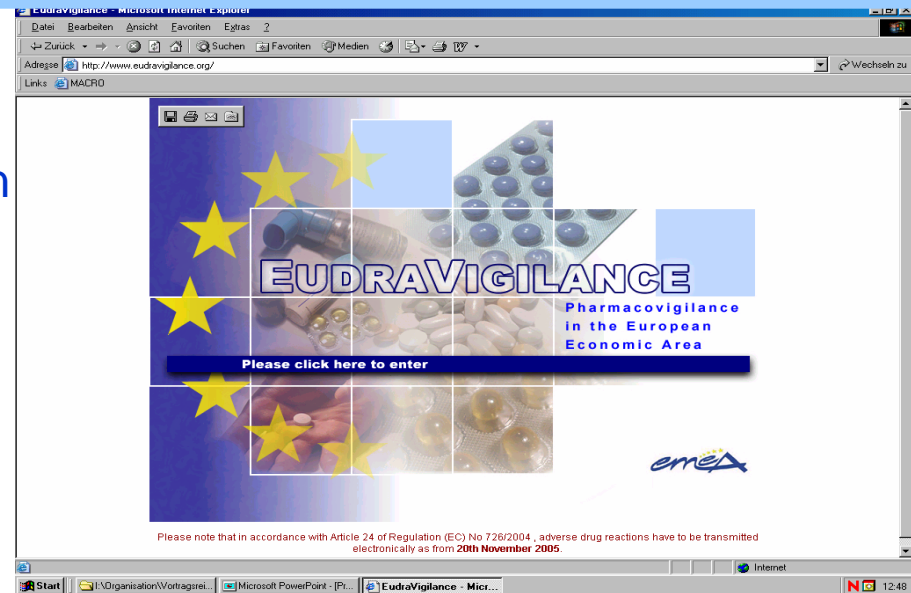 EudraVigilance - Microsoft Internet Explorer
Datei Bearbeiten Ansicht Favoriten Extras ?
Zurück Suchen Favoriten Medien
Adresse http://www.eudravigilance.org/ Wechseln zu
Links MACRO
n
EUDRAVIGILANCE
Pharmacovigilance
in the European
Economic Area
Please click here to enter
emea
Please note that in accordance with Article 24 of Regulation (EC) No 726/2004 , adverse drug reactions have to be transmitted
electronically as from 20th November 2005.
Internet
Start I:\Organisation\Vortragsrei... Microsoft PowerPoint - [Pr... EudraVigilance - Micr... N 12:48